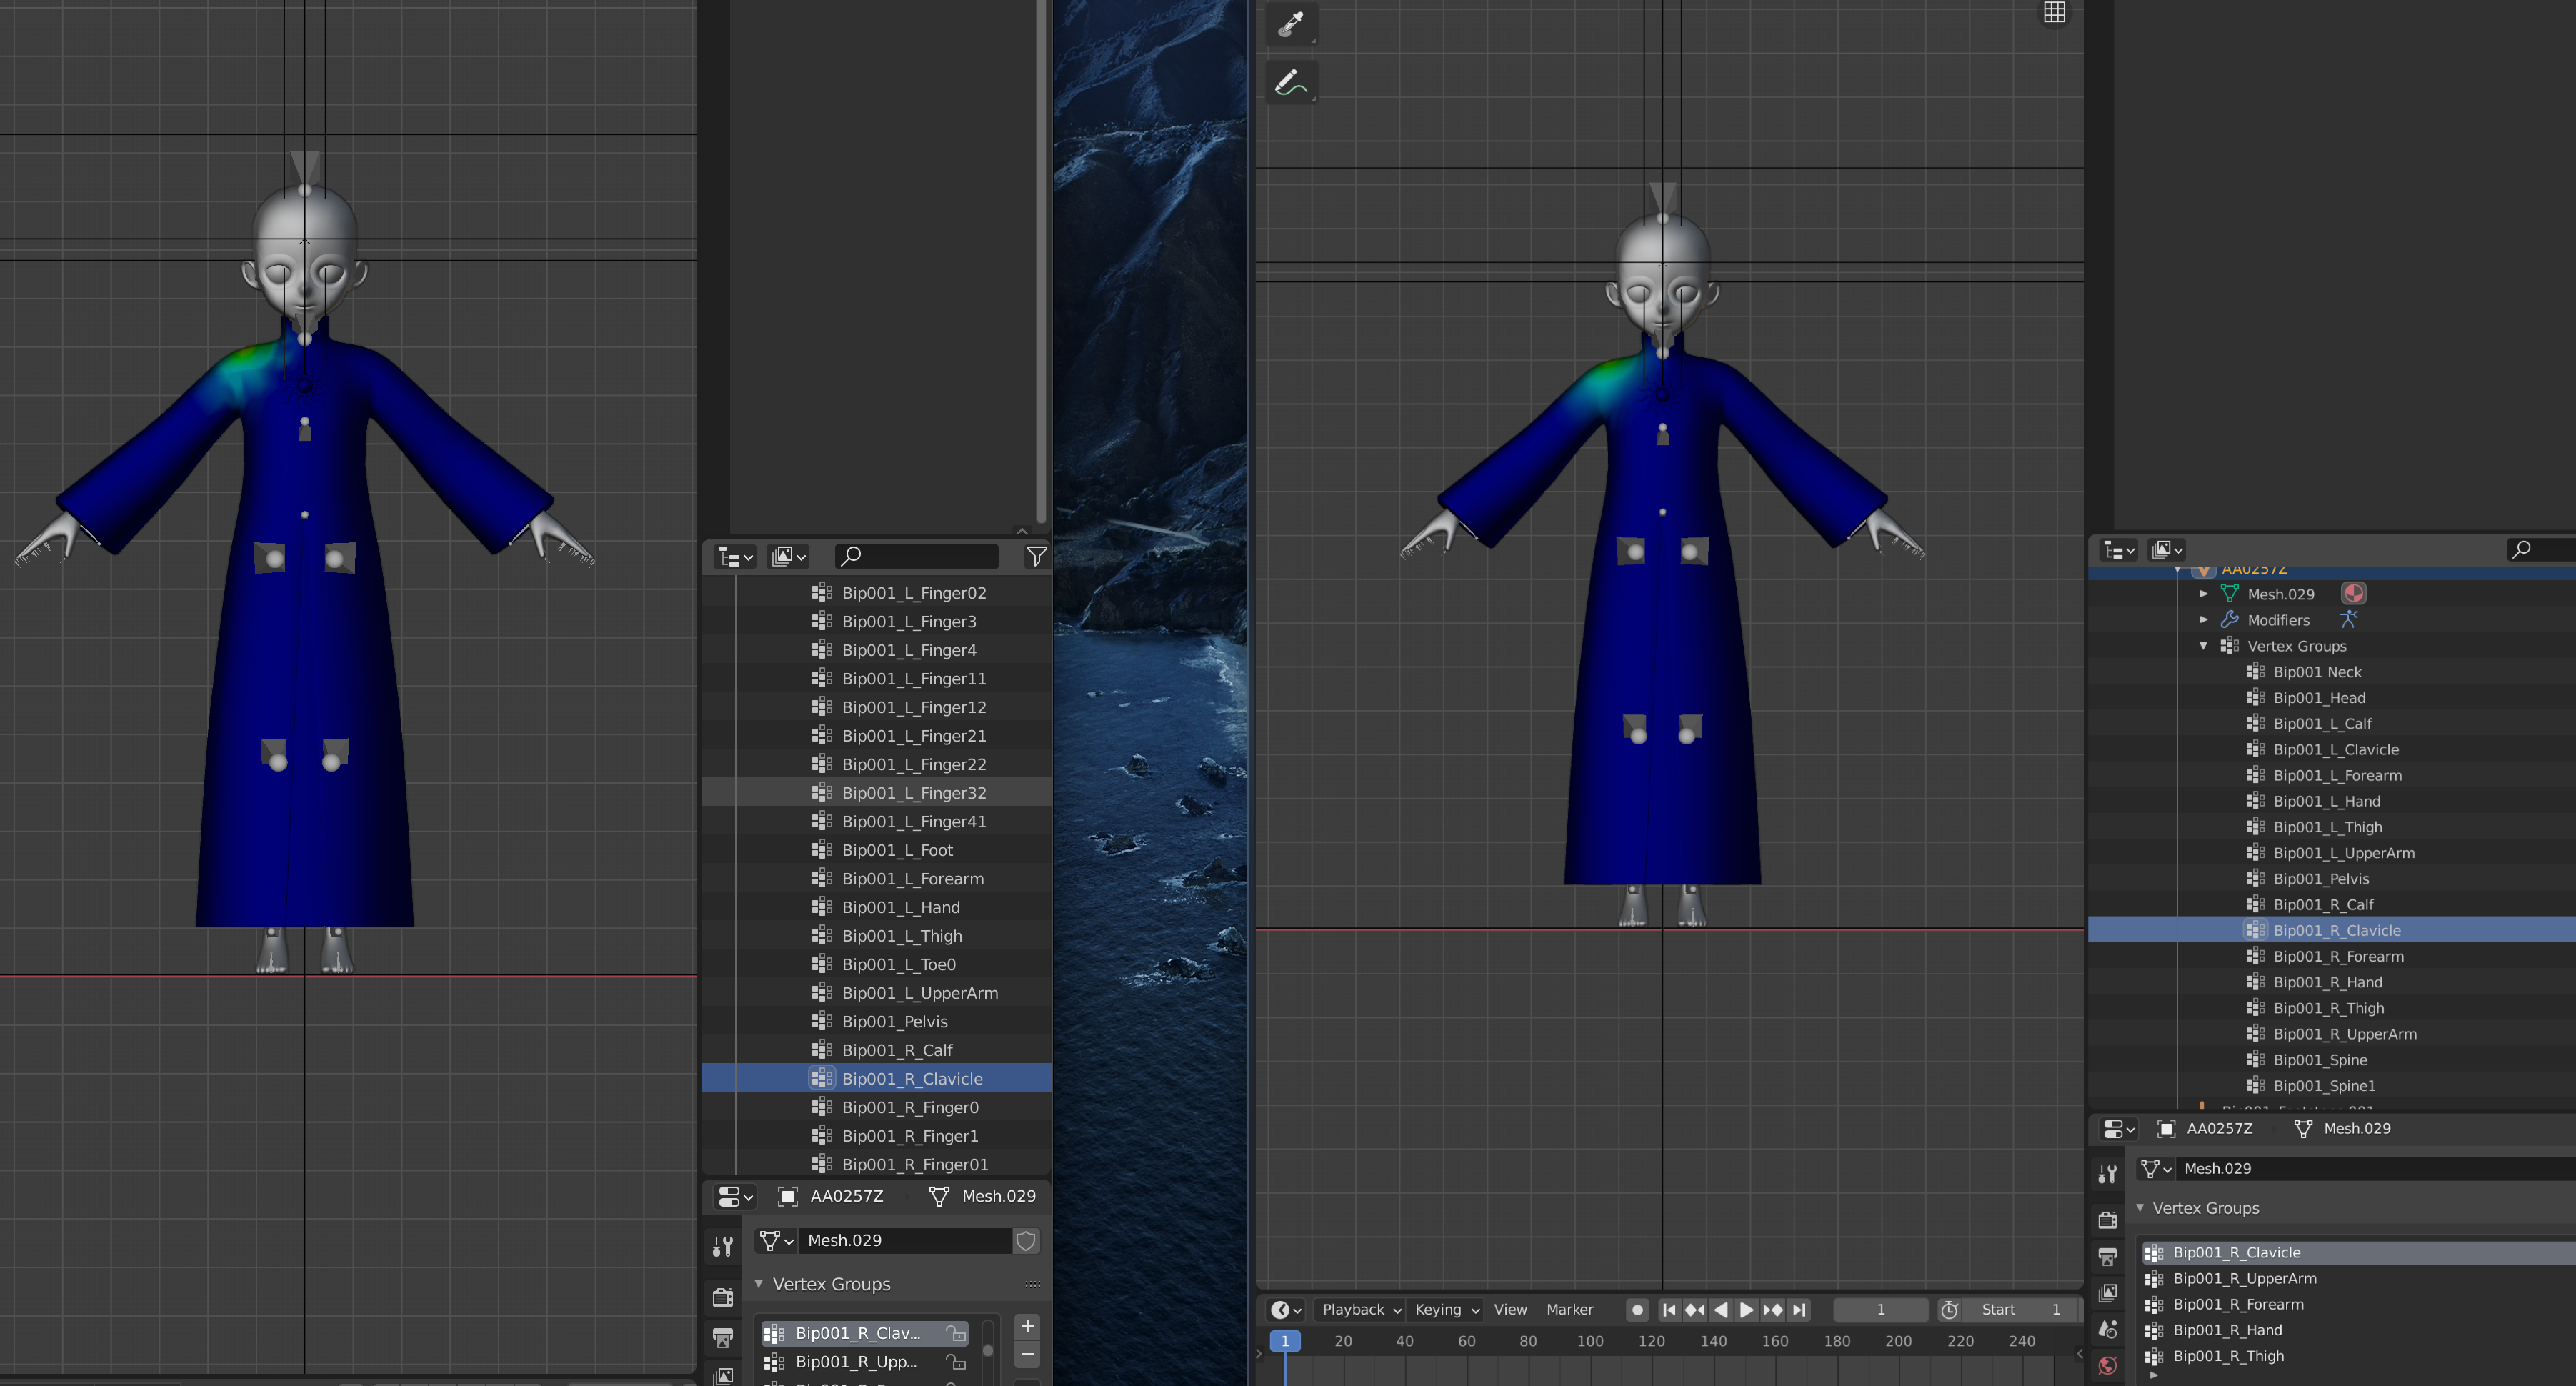 Bip001_L_Finger02
Bip001_L_Finger3
Bip001_L_Finger4
Bip001_L_Finger11
Bip001_L_Finger12
Bip001_L_Finger21
Bip001_L_Finger22
Bip001_L_Finger32
Bip001_L_Finger41
Bip001_L_Foot
Bip001_L_Forearm
Bip001_L_Hand
Bip001_L_Thigh
Bip001_L_Toe0
Bip001_L_UpperArm
Bip001_Pelvis
Bip001_R_Calf
Bip001_R_Clavicle
Bip001_R_Finger0
Bip001_R_Finger1
Bip001_R_Finger01
AA0257Z Mesh.029
Mesh.029
Vertex Groups
Bip001_R_Clav...
Bip001_R_Upp...
Playback Keying View Marker 1 Start 1
1 20 40 60 80 100 120 140 160 180 200 220 240
AA0257Z
Mesh.029
Modifiers
Vertex Groups
Bip001 Neck
Bip001_Head
Bip001_L_Calf
Bip001_L_Clavicle
Bip001_L_Forearm
Bip001_L_Hand
Bip001_L_Thigh
Bip001_L_UpperArm
Bip001_Pelvis
Bip001_R_Calf
Bip001_R_Clavicle
Bip001_R_Forearm
Bip001_R_Hand
Bip001_R_Thigh
Bip001_R_UpperArm
Bip001_Spine
Bip001_Spine1
AA0257Z Mesh.029
Mesh.029
Vertex Groups
Bip001_R_Clavicle
Bip001_R_UpperArm
Bip001_R_Forearm
Bip001_R_Hand
Bip001_R_Thigh